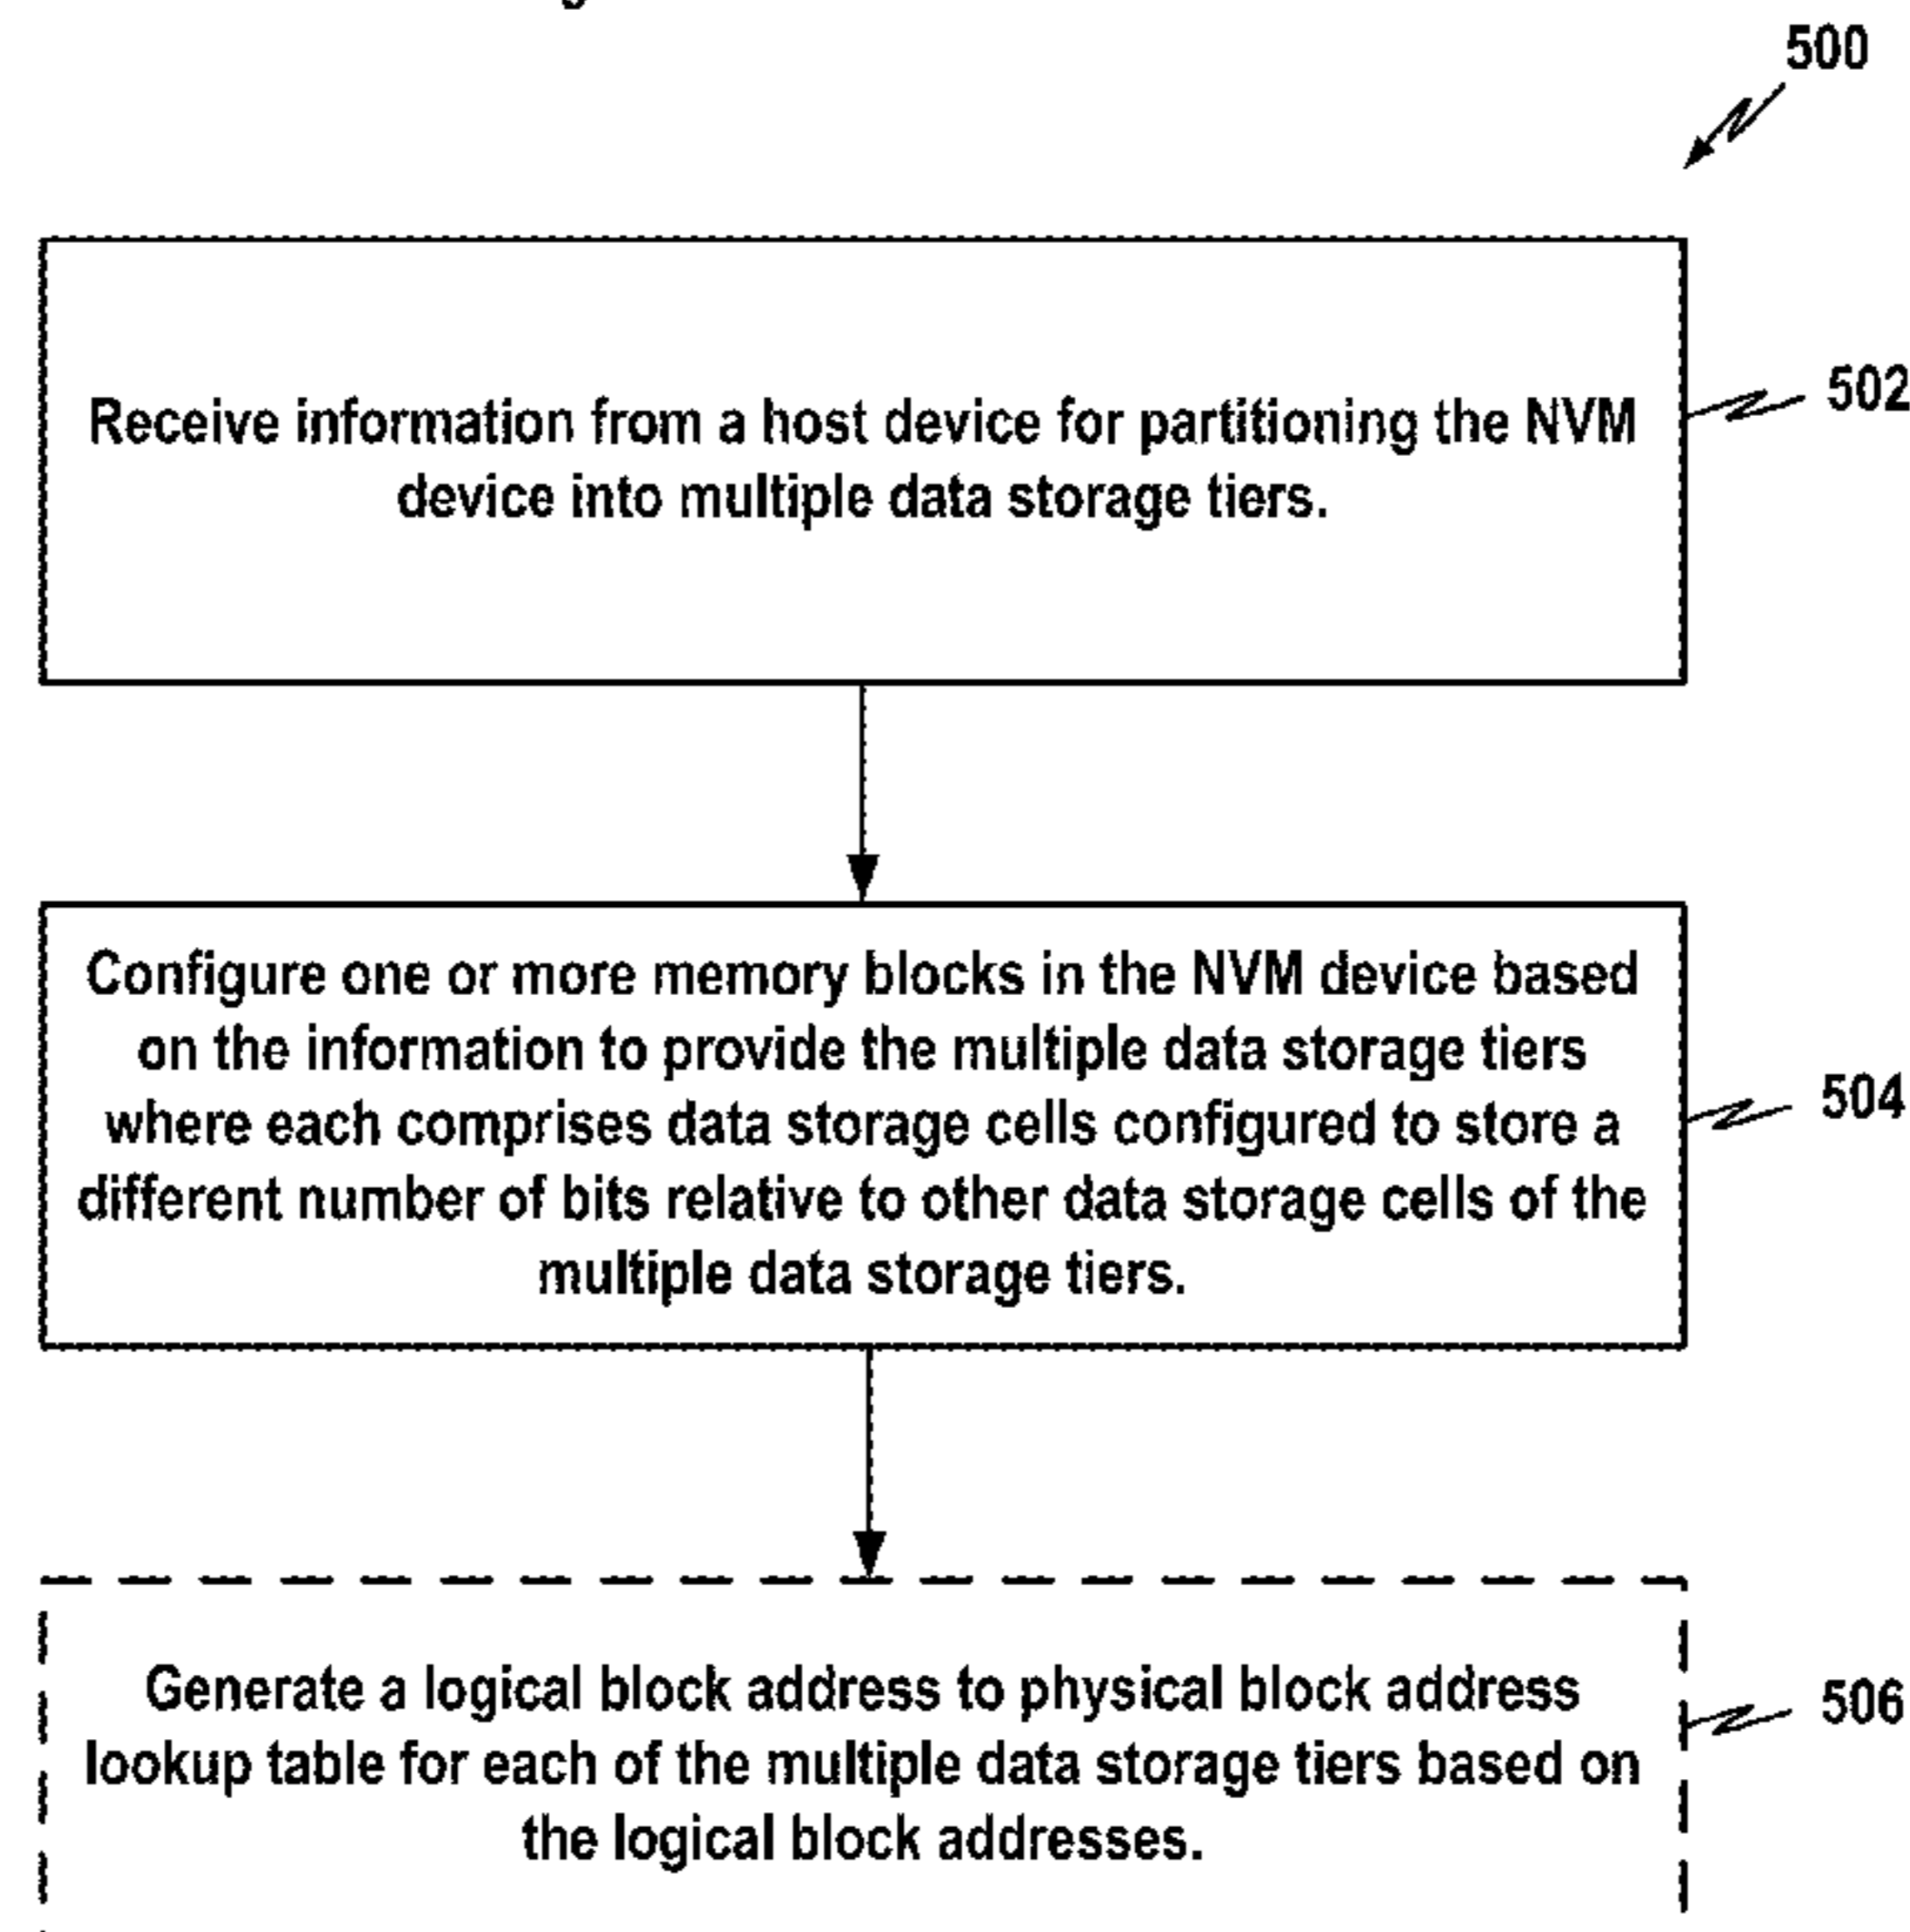 500
Receive information from a host device for partitioning the NVM
device into multiple data storage tiers.
502
Configure one or more memory blocks in the NVM device based
on the information to provide the multiple data storage tiers
where each comprises data storage cells configured to store a
different number of bits relative to other data storage cells of the
multiple data storage tiers.
504
Generate a logical block address to physical block address
lookup table for each of the multiple data storage tiers based on
the logical block addresses.
506